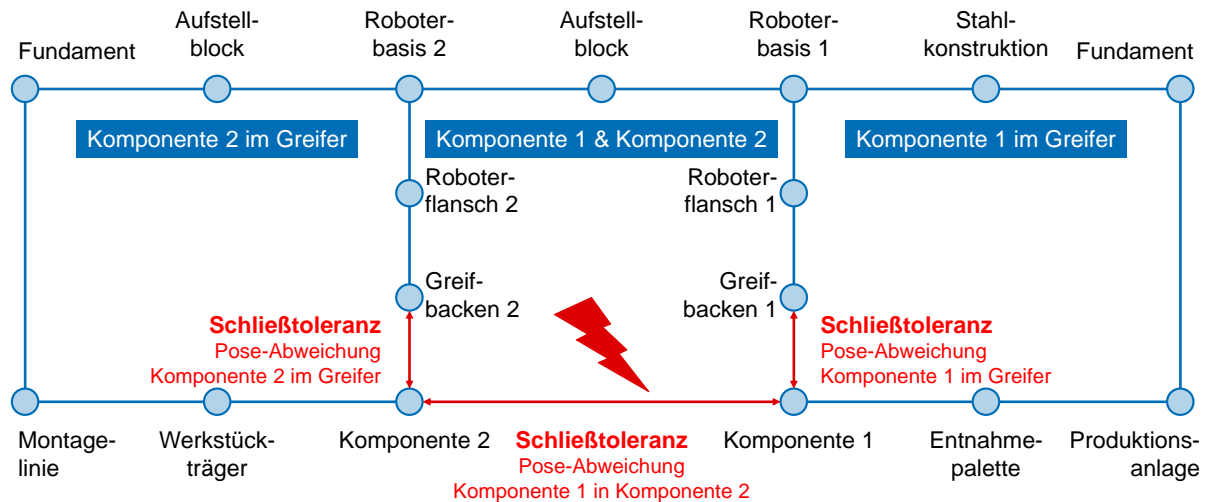 Fundament
Aufstell-
block
Roboter-
basis 2
Aufstell-
block
Roboter-
basis 1
Stahl-
konstruktion
Fundament
Komponente 2 im Greifer
Komponente 1 & Komponente 2
Komponente 1 im Greifer
Roboter-
flansch 2
Roboter-
flansch 1
Greif-
backen 2
Greif-
backen 1
Schließtoleranz
Pose-Abweichung
Komponente 2 im Greifer
Schließtoleranz
Pose-Abweichung
Komponente 1 im Greifer
Montage-
linie
Werkstück-
träger
Komponente 2
Schließtoleranz
Pose-Abweichung
Komponente 1 in Komponente 2
Komponente 1
Entnahme-
palette
Produktions-
anlage